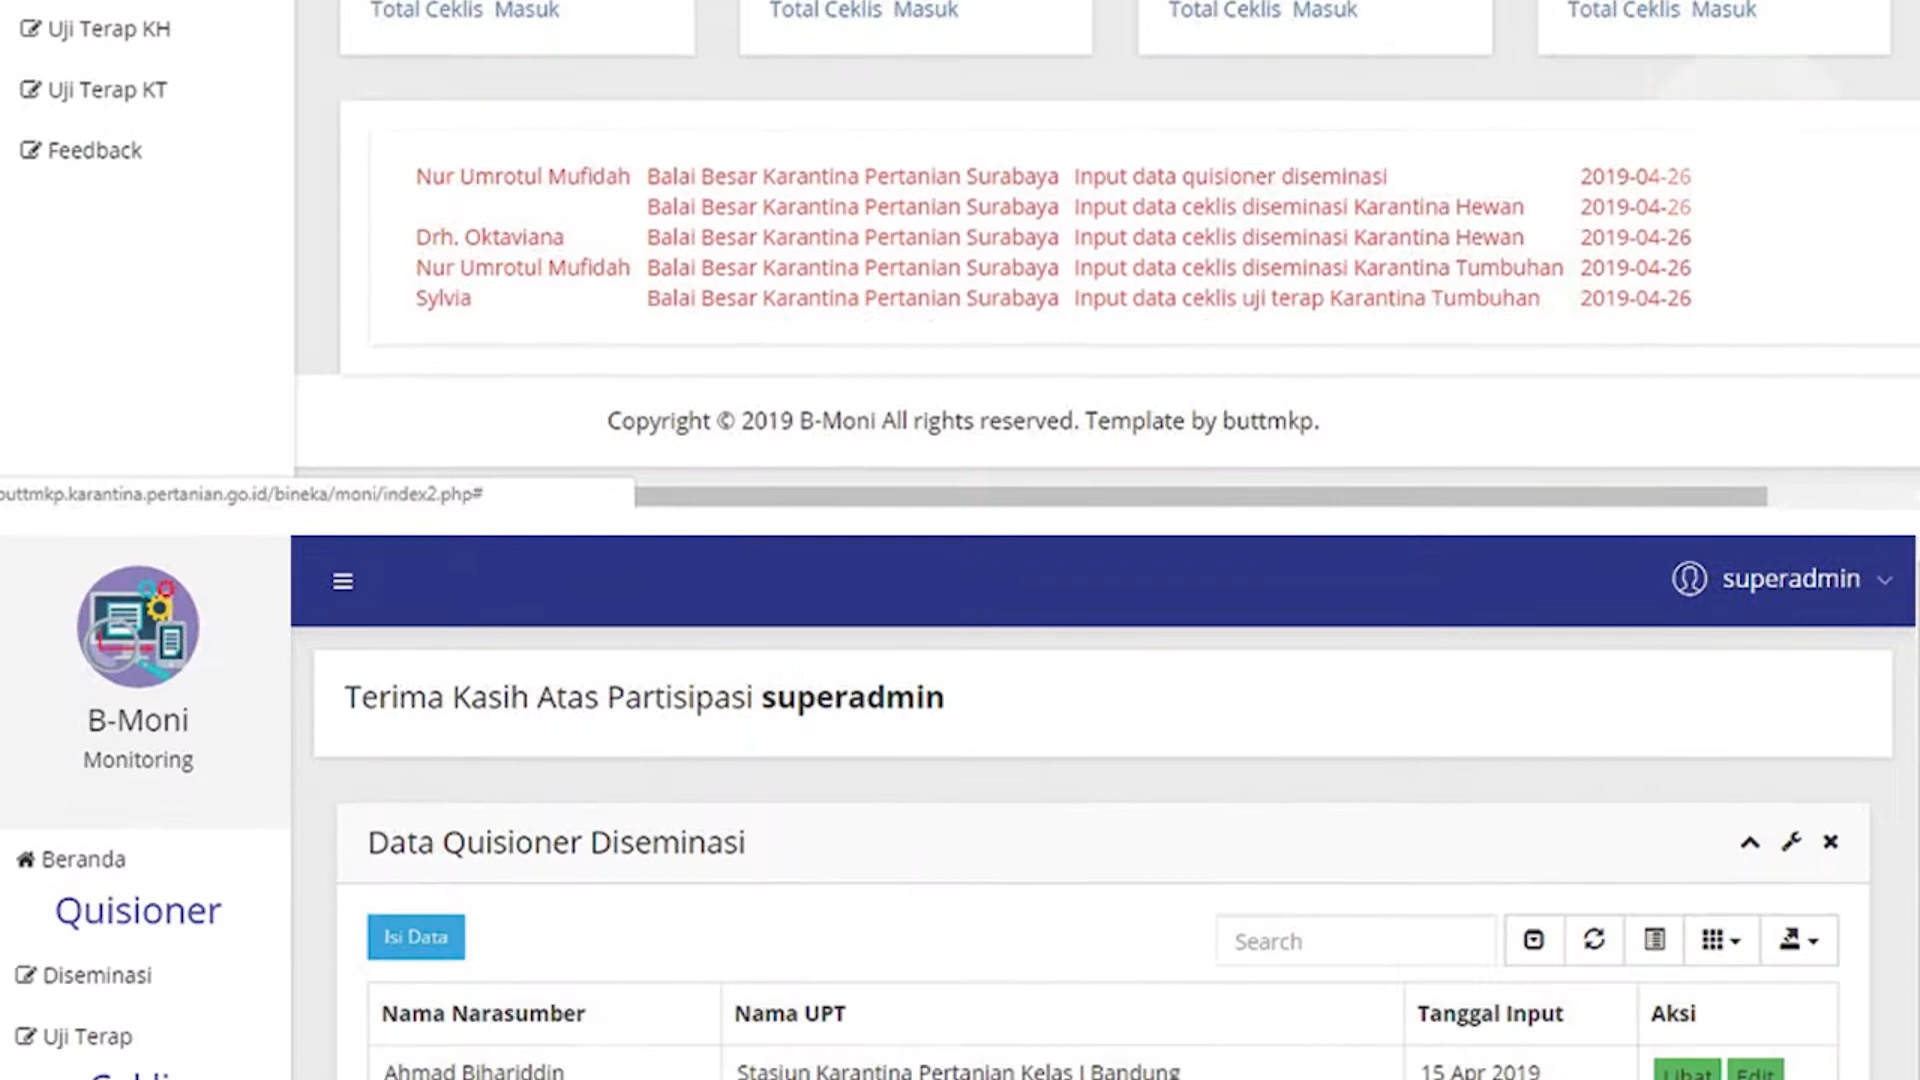 Uji Terap KH
Uji Terap KT
Feedback
Total Ceklis Masuk
Total Ceklis Masuk
Total Ceklis Masuk
Total Ceklis Masuk
Nur Umrotul Mufidah Balai Besar Karantina Pertanian Surabaya Input data quisioner diseminasi 2019-04-26
Balai Besar Karantina Pertanian Surabaya Input data ceklis diseminasi Karantina Hewan 2019-04-26
Drh. Oktaviana Balai Besar Karantina Pertanian Surabaya Input data ceklis diseminasi Karantina Hewan 2019-04-26
Nur Umrotul Mufidah Balai Besar Karantina Pertanian Surabaya Input data ceklis diseminasi Karantina Tumbuhan 2019-04-26
Sylvia Balai Besar Karantina Pertanian Surabaya Input data ceklis uji terap Karantina Tumbuhan 2019-04-26
Copyright © 2019 B-Moni All rights reserved. Template by buttmkp.
buttmkp.karantina.pertanian.go.id/bineka/moni/index2.php#
superadmin
B-Moni
Monitoring
Beranda
Quisioner
Diseminasi
Uji Terap
Terima Kasih Atas Partisipasi superadmin
Data Quisioner Diseminasi
Isi Data
Search
Nama Narasumber Nama UPT Tanggal Input Aksi
Ahmad Bihariddin Stasiun Karantina Pertanian Kelas I Bandung 15 Apr 2019 Lihat Edit